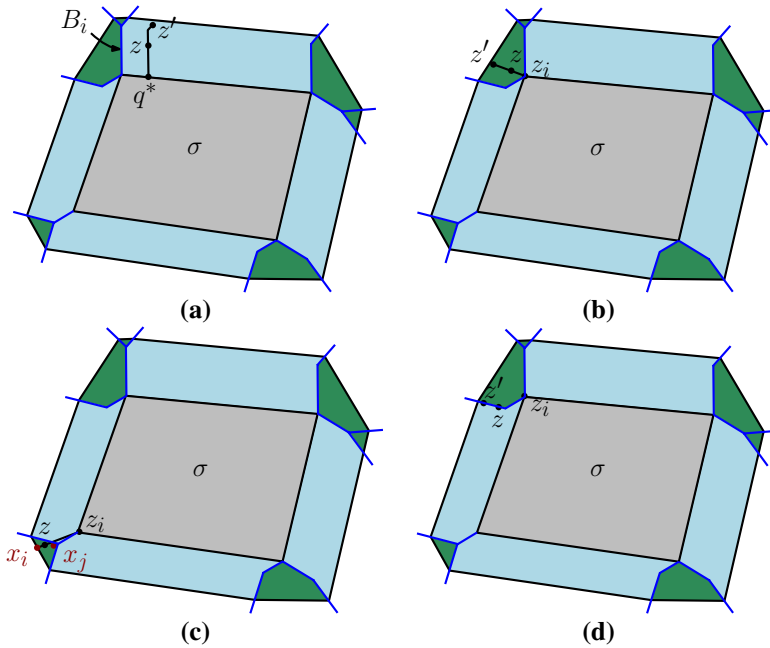 B_i
z'
z
q*
σ
(a)
z' z z_i
σ
(b)
z
z_i
x_i x_j
σ
(c)
z'
z
z_i
σ
(d)